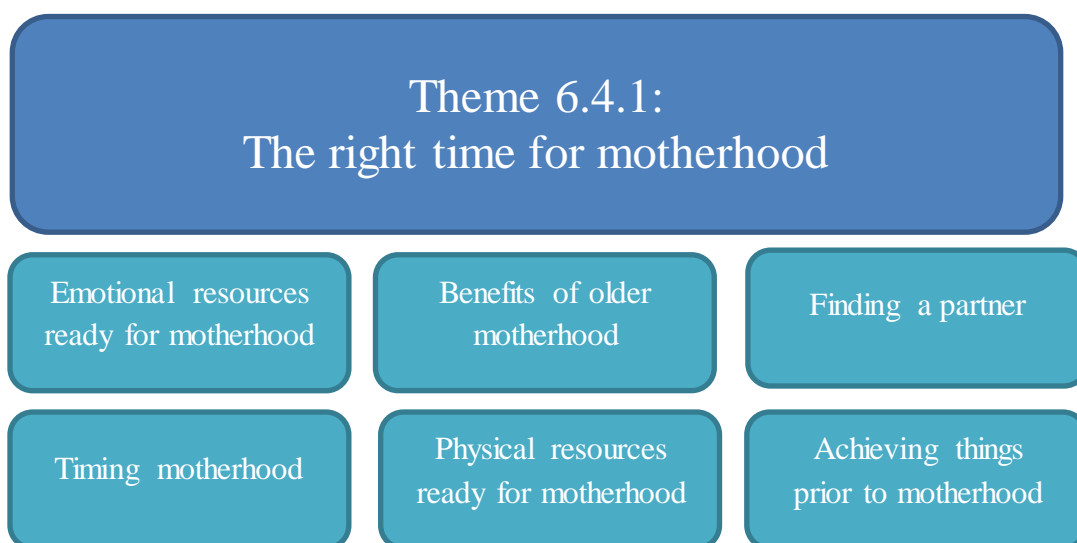 Theme 6.4.1:
The right time for motherhood
Emotional resources
ready for motherhood
Benefits of older
motherhood
Finding a partner
Timing motherhood
Physical resources
ready for motherhood
Achieving things
prior to motherhood